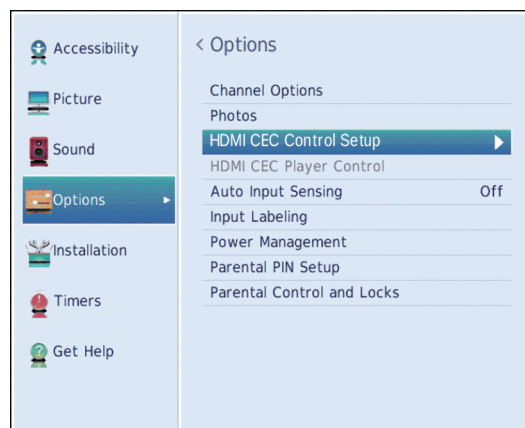 Accessibility
Picture
Sound
Options
Installation
Timers
Get Help
< Options
Channel Options
Photos
HDMI CEC Control Setup
HDMI CEC Player Control
Auto Input Sensing Off
Input Labeling
Power Management
Parental PIN Setup
Parental Control and Locks